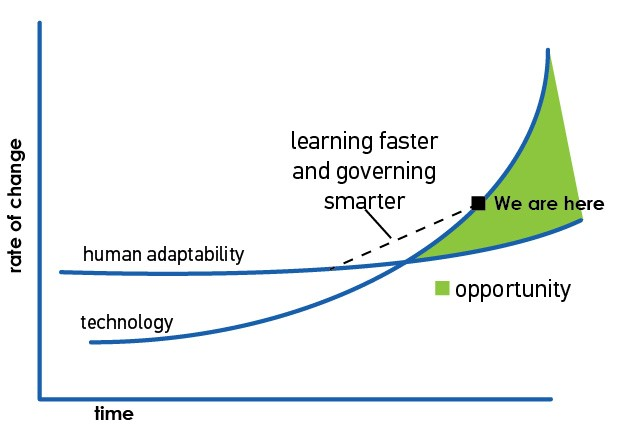 learning faster
and governing
smarter
We are here
rate of change
human adaptability
opportunity
technology
time